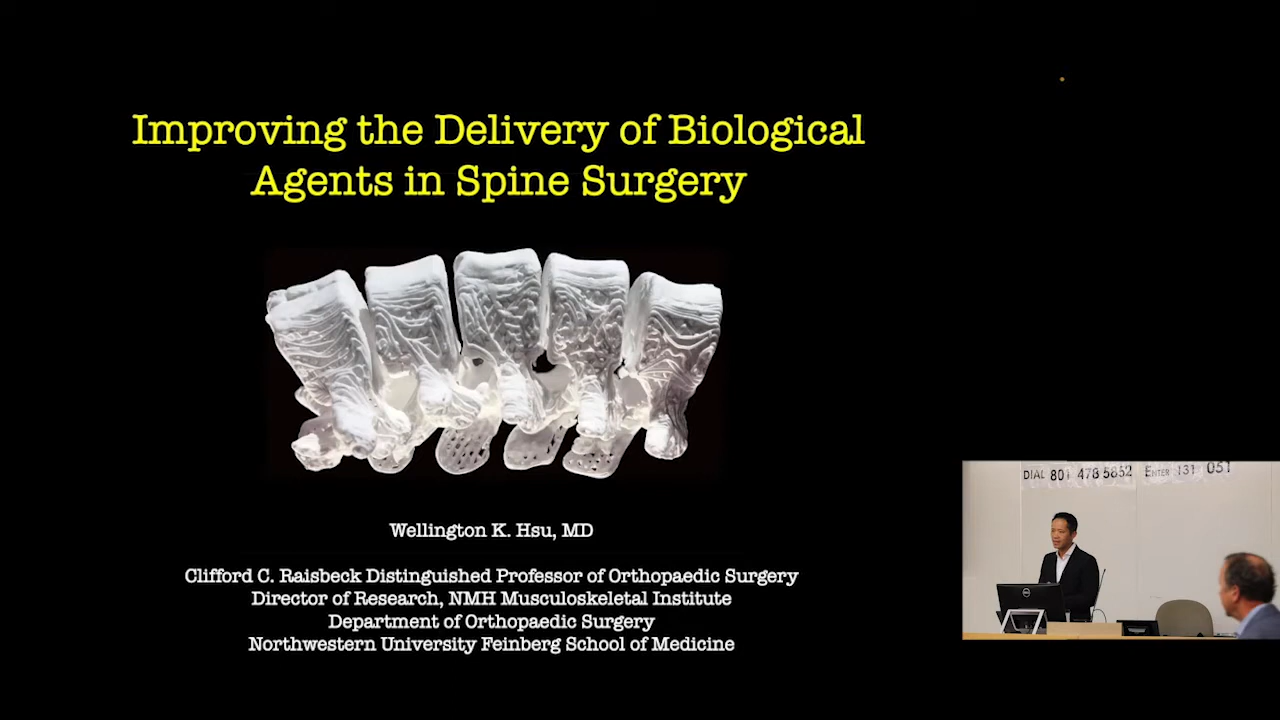 Improving the Delivery of Biological
Agents in Spine Surgery
Wellington K. Hsu, MD
Clifford C. Raisbeck Distinguished Professor of Orthopaedic Surgery
Director of Research, NMH Musculoskeletal Institute
Department of Orthopaedic Surgery
Northwestern University Feinberg School of Medicine
DIAL 801 478 5852 ENTER 131 051
DELL